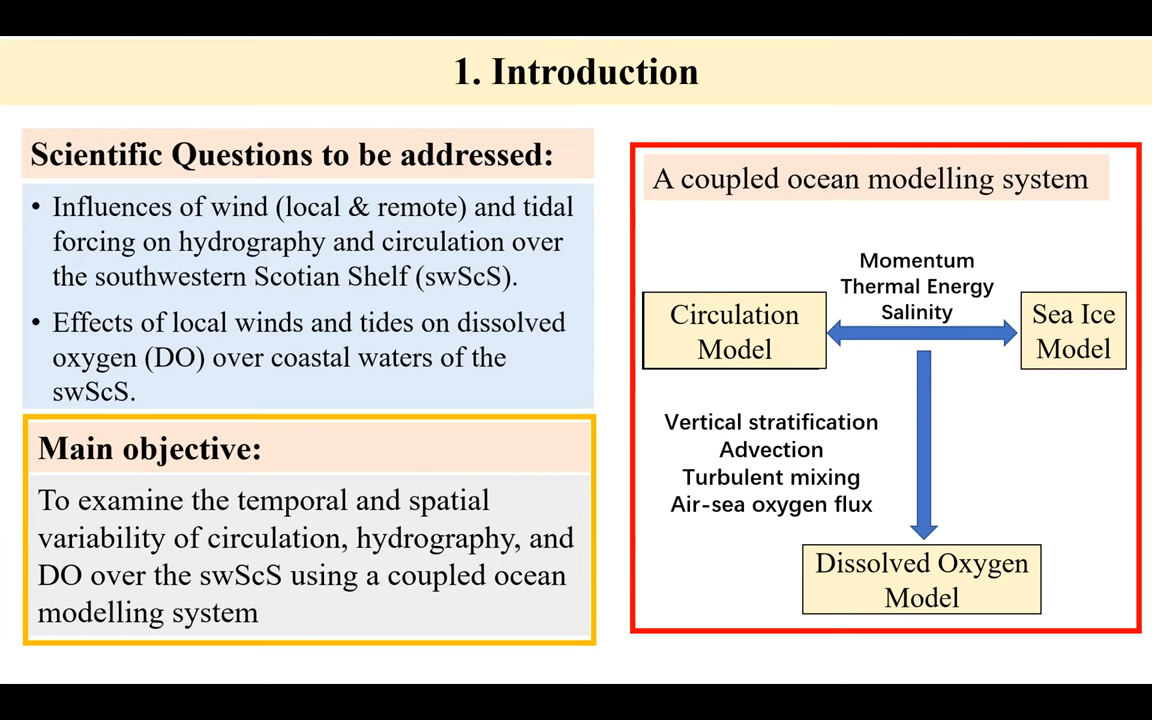 1. Introduction
Scientific Questions to be addressed:
• Influences of wind (local & remote) and tidal
forcing on hydrography and circulation over
the southwestern Scotian Shelf (swScS).
• Effects of local winds and tides on dissolved
oxygen (DO) over coastal waters of the
swScS.
Main objective:
To examine the temporal and spatial
variability of circulation, hydrography, and
DO over the swScS using a coupled ocean
modelling system
A coupled ocean modelling system
Momentum
Thermal Energy
Salinity
Circulation
Model
Sea Ice
Model
Vertical stratification
Advection
Turbulent mixing
Air-sea oxygen flux
Dissolved Oxygen
Model